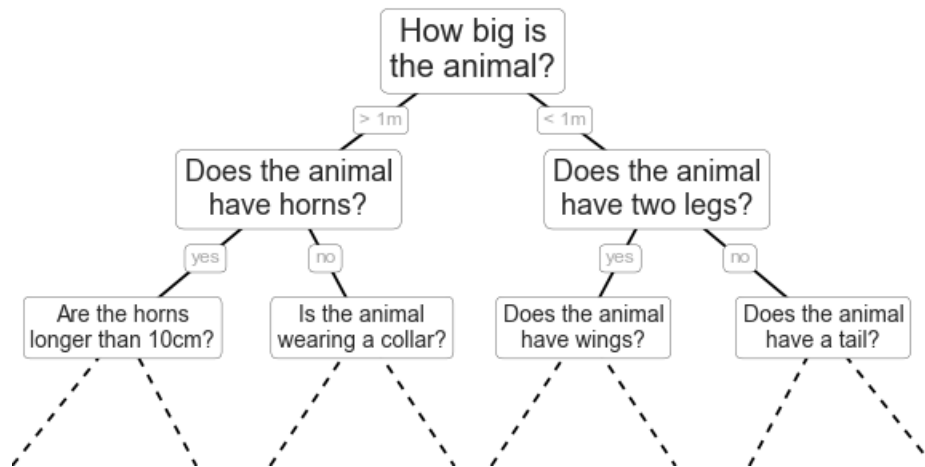 How big is
the animal?
> 1m
< 1m
Does the animal
have horns?
Does the animal
have two legs?
yes
no
yes
no
Are the horns
longer than 10cm?
Is the animal
wearing a collar?
Does the animal
have wings?
Does the animal
have a tail?